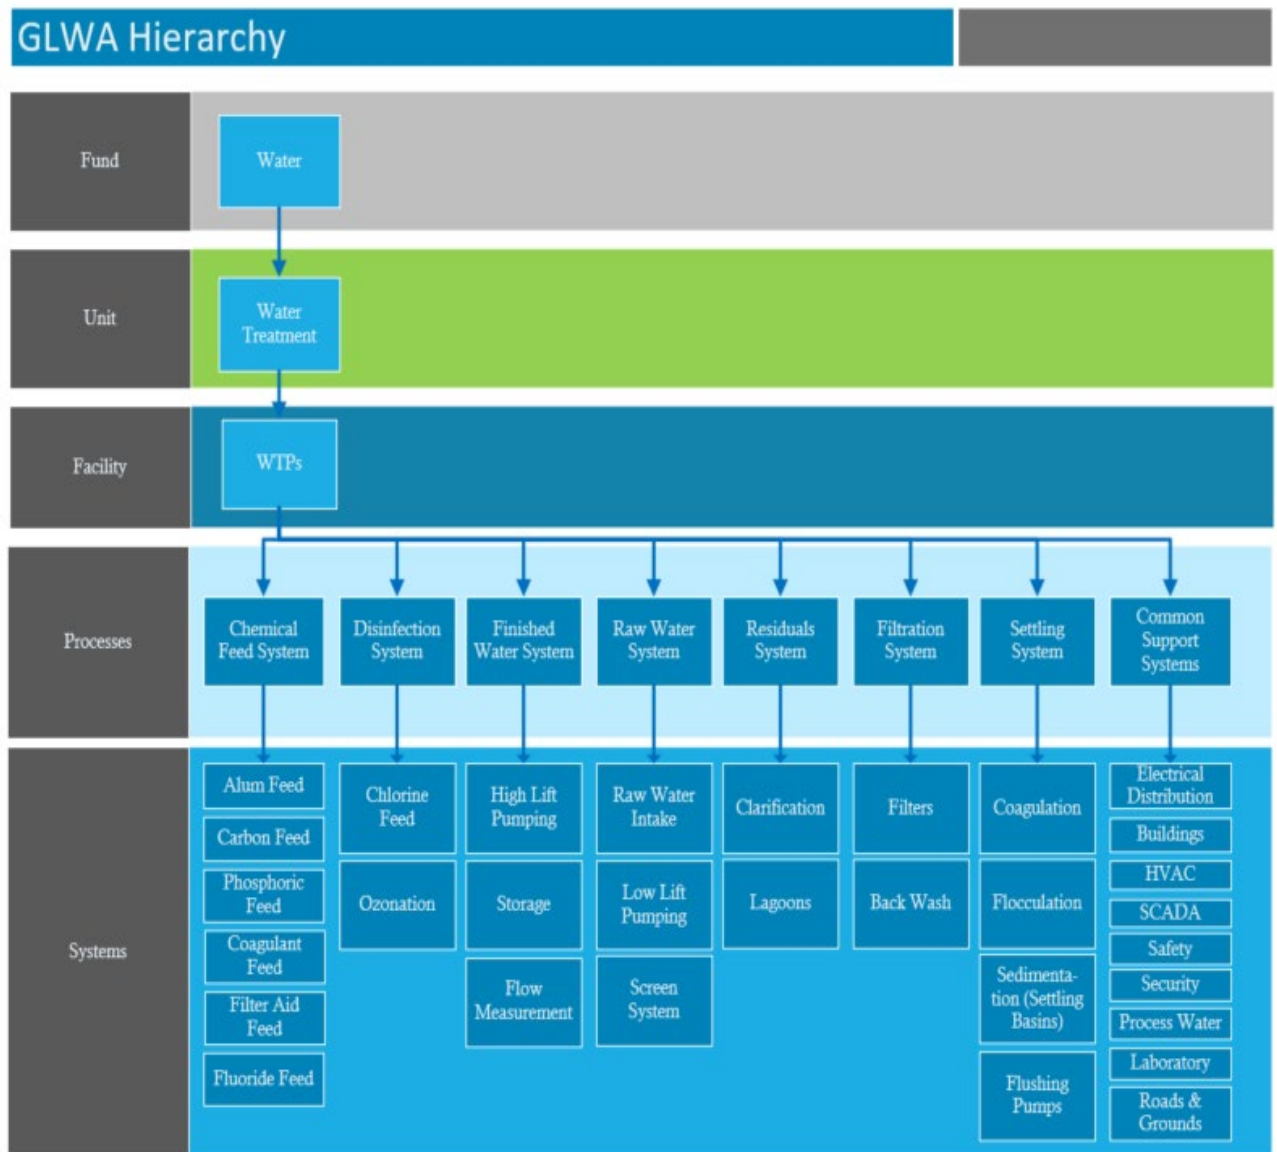 GLWA Hierarchy
Fund
Water
Unit
Water
Treatment
Facility
WTPs
Processes
Chemical
Feed System
Disinfection
System
Finished
Water System
Raw Water
System
Residuals
System
Filtration
System
Settling
System
Common
Support
Systems
Systems
Alum Feed
Carbon Feed
Phosphoric
Feed
Coagulant
Feed
Filter Aid
Feed
Fluoride Feed
Chlorine
Feed
Ozonation
High Lift
Pumping
Storage
Flow
Measurement
Raw Water
Intake
Low Lift
Pumping
Screen
System
Clarification
Lagoons
Filters
Back Wash
Coagulation
Flocculation
Sedimenta-
tion (Settling
Basins)
Flushing
Pumps
Electrical
Distribution
Buildings
HVAC
SCADA
Safety
Security
Process Water
Laboratory
Roads &
Grounds